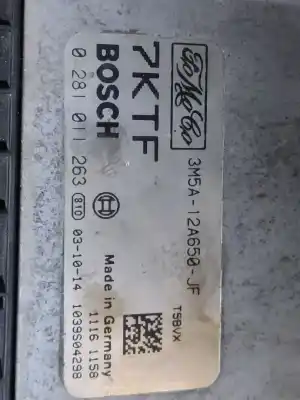 FoMoCo
3M5A-12A650-JF
T5BVX
7KTF
BOSCH
Made in Germany
1116 1158
0 281 011 263 810 03-10-14 1039S04298